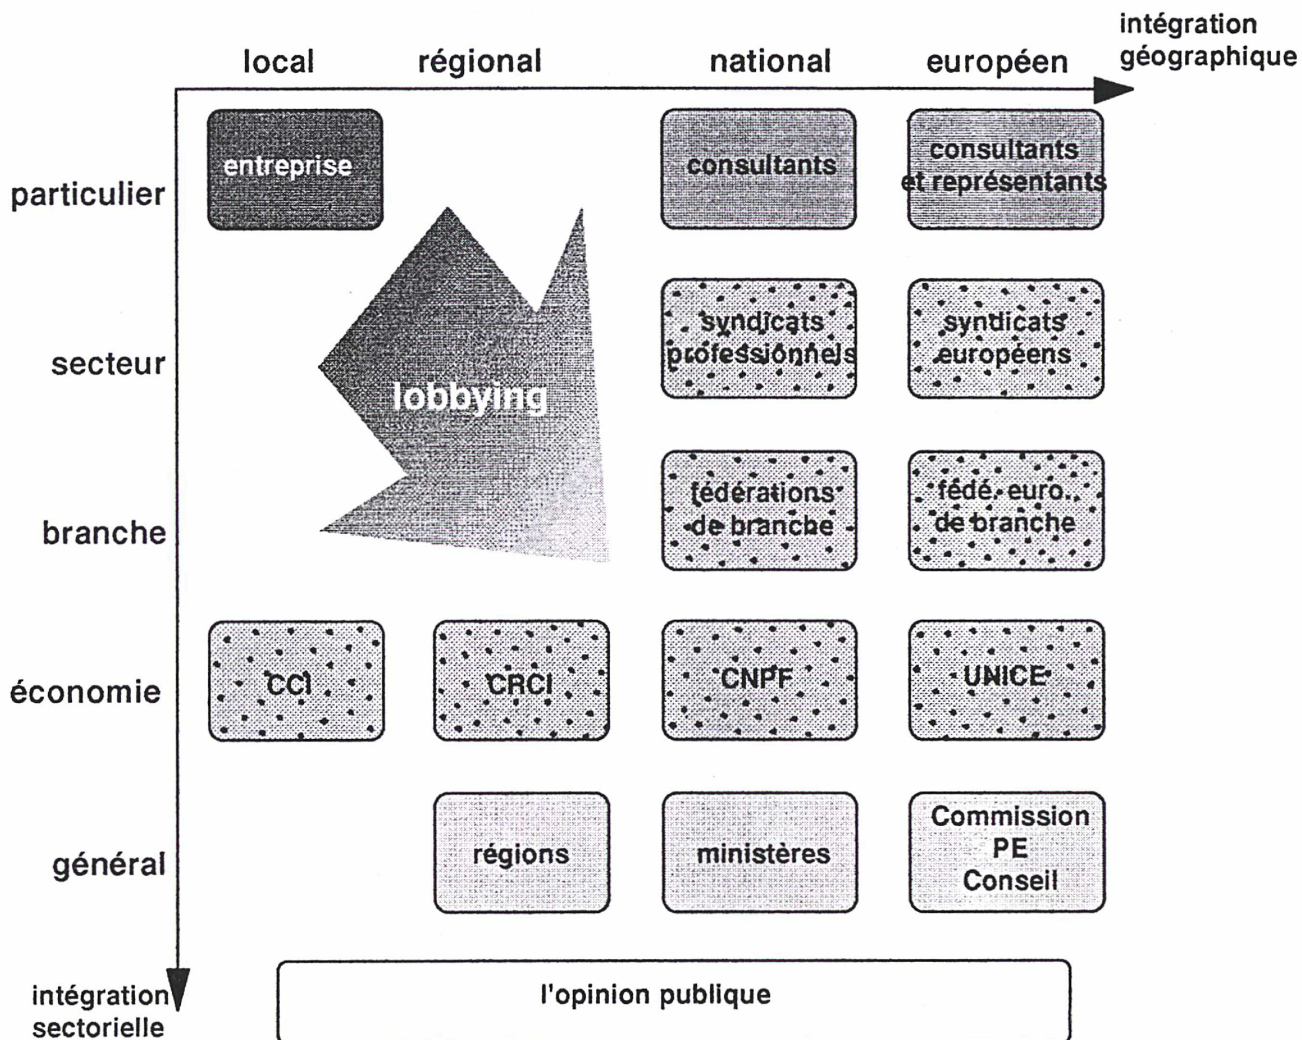 intégration
géographique
local régional national européen
particulier
entreprise
consultants
consultants
et représentants
secteur
lobbying
syndicats
professionnels
syndicats
européens
branche
fédérations
de branche
fédé. euro.
de branche
économie
CCI
CRCI
CNPF
UNICE
général
régions
ministères
Commission
PE
Conseil
intégration
sectorielle
l'opinion publique